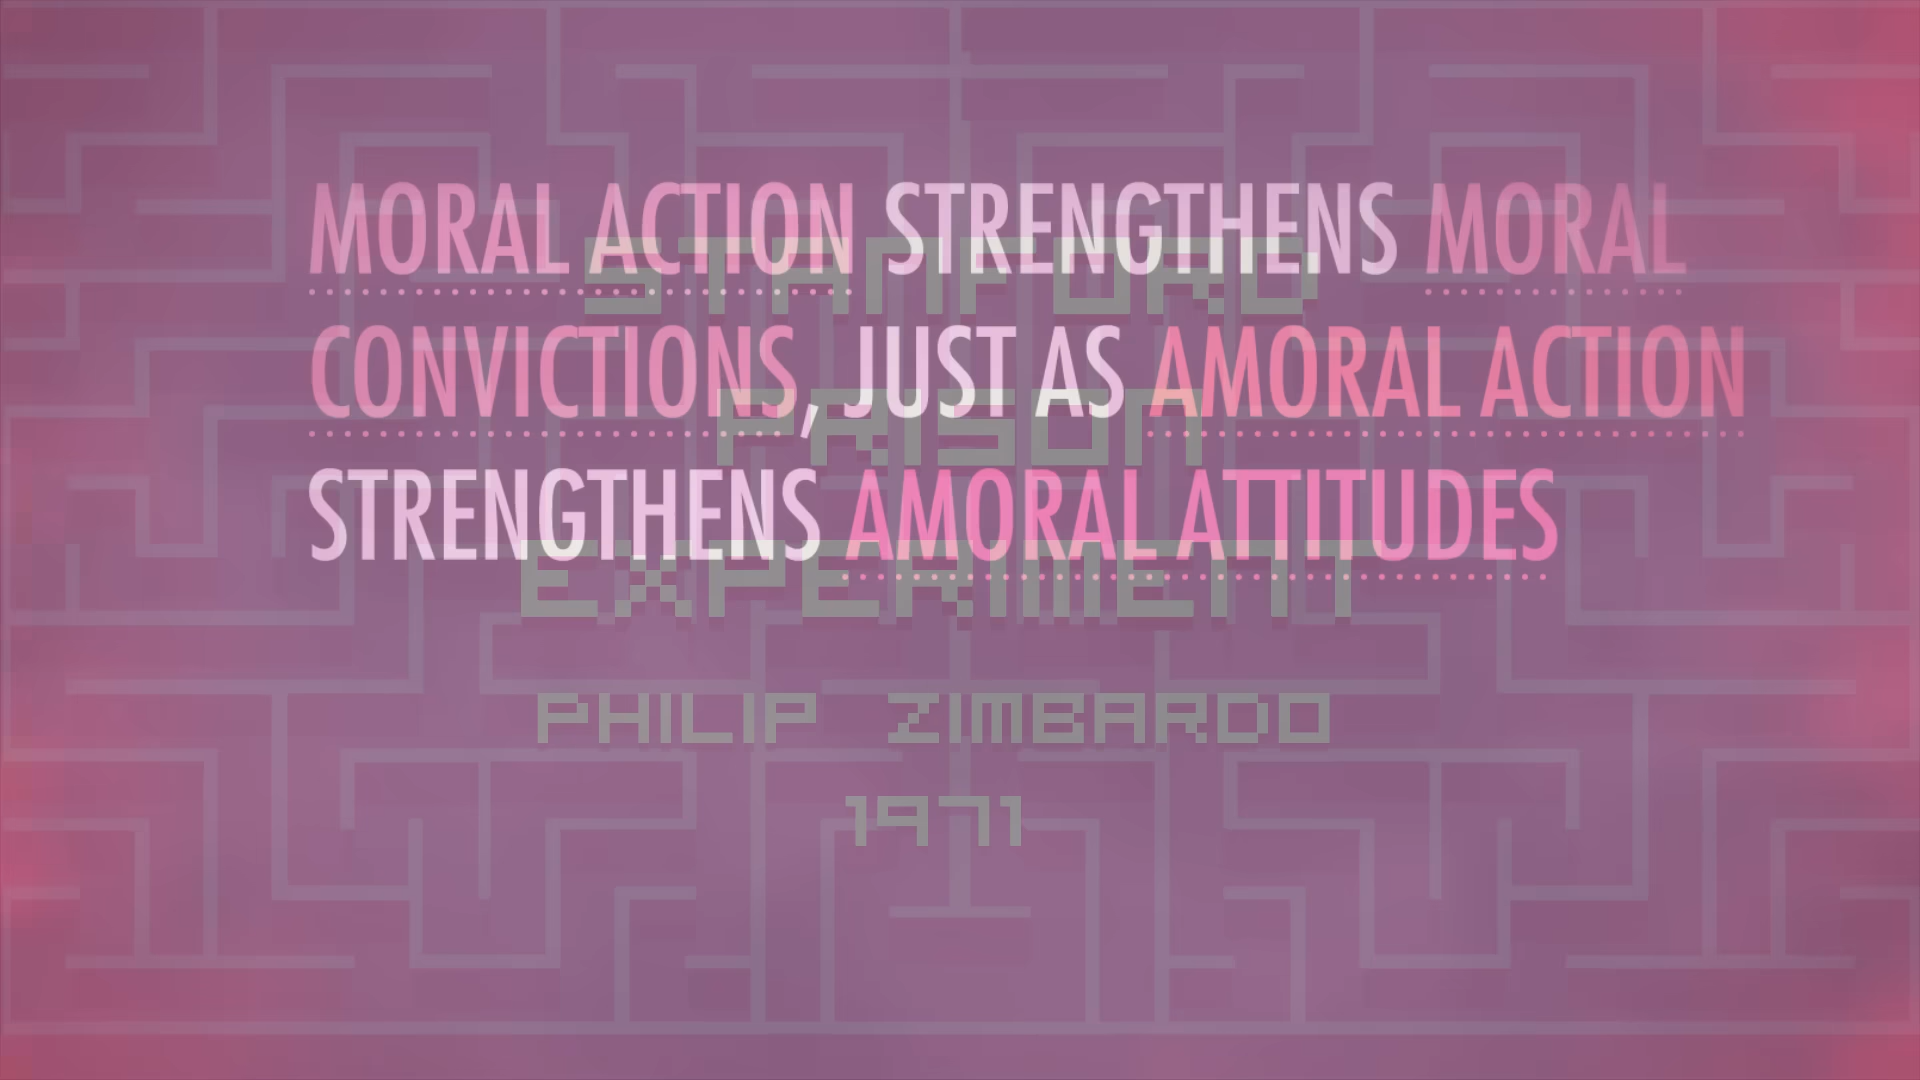 MORAL ACTION STRENGTHENS MORAL
CONVICTIONS, JUST AS AMORAL ACTION
STRENGTHENS AMORAL ATTITUDES
STANFORD
PRISON
EXPERIMENT
PHILIP ZIMBARDO
1971